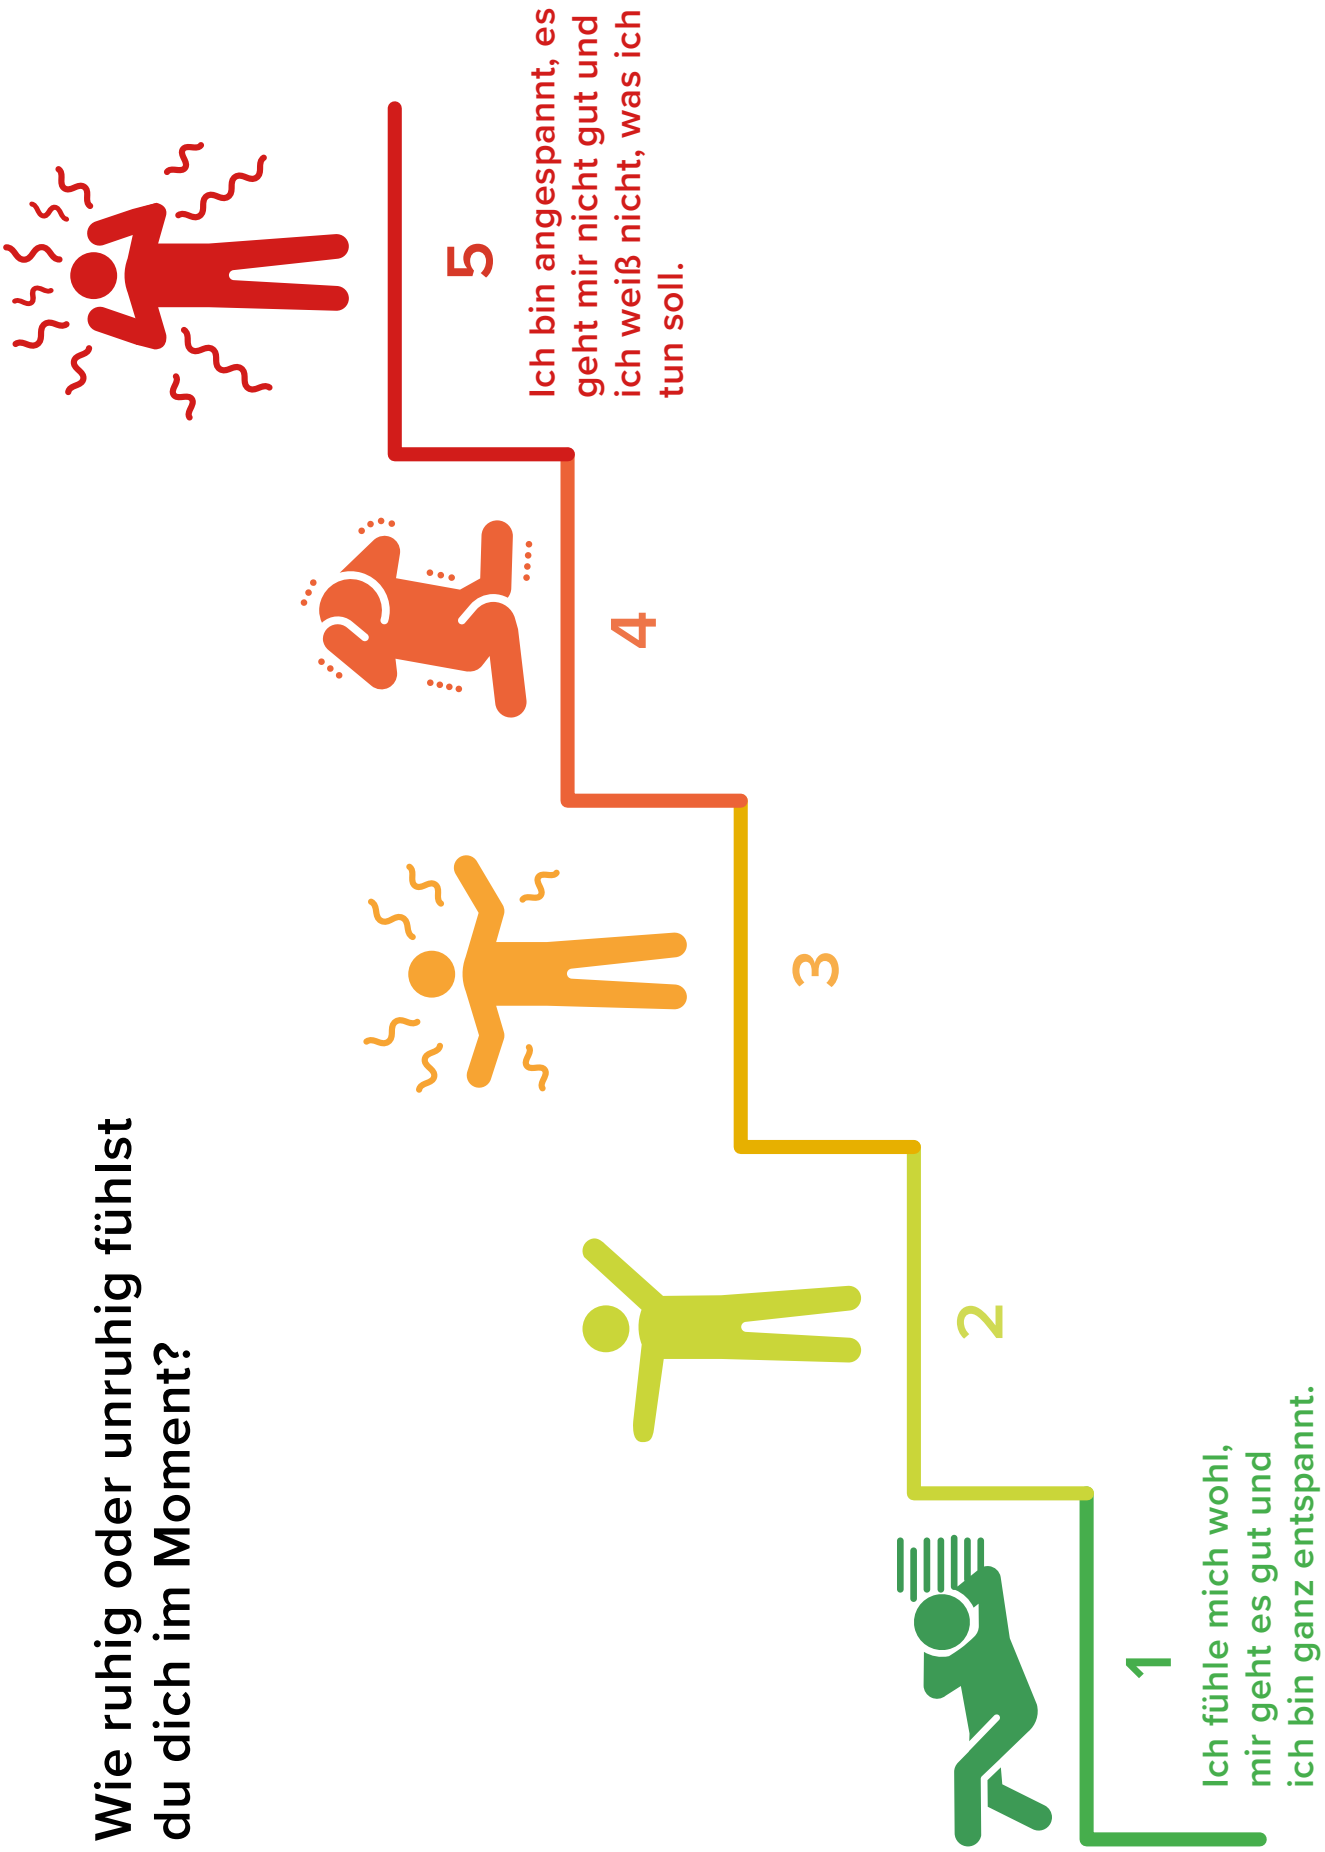 Wie ruhig oder unruhig fühlst
du dich im Moment?
1
Ich fühle mich wohl,
mir geht es gut und
ich bin ganz entspannt.
2
3
4
5
Ich bin angespannt, es
geht mir nicht gut und
ich weiß nicht, was ich
tun soll.